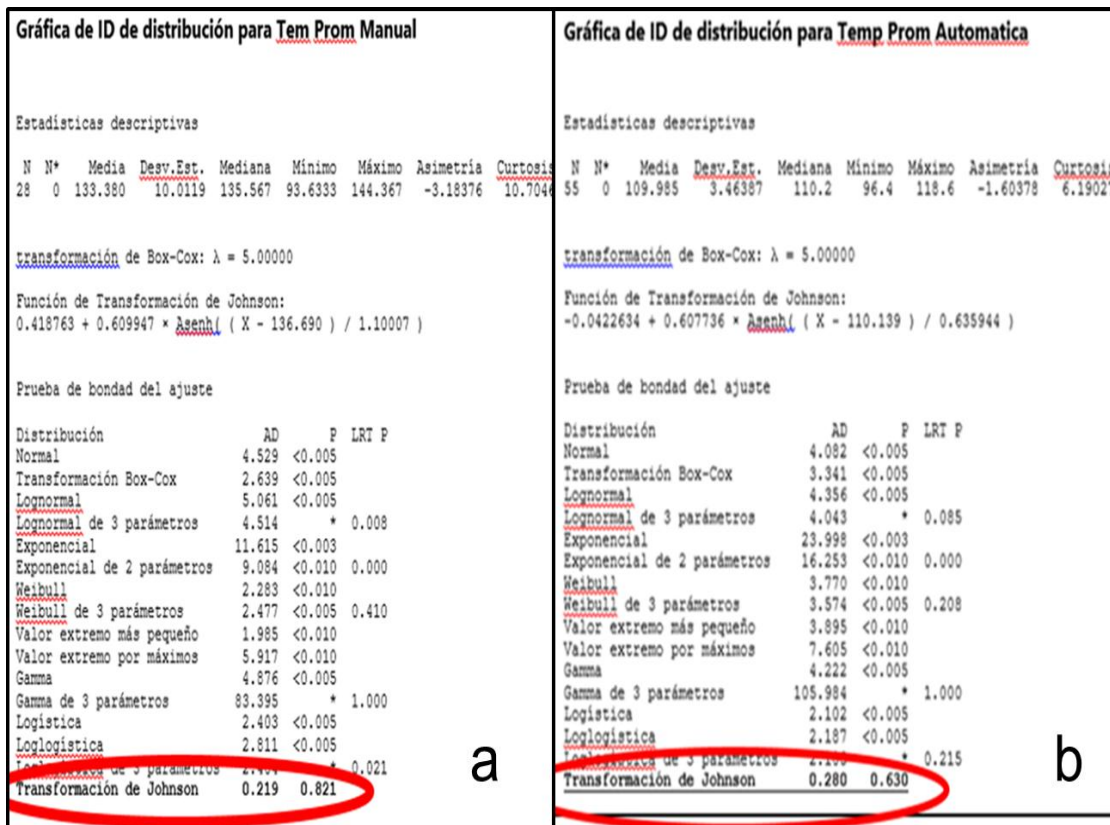 Gráfica de ID de distribución para Tem Prom Manual
Estadísticas descriptivas
N N* Media Desv.Est. Mediana Mínimo Máximo Asimetría Curtosis
28 0 133.380 10.0119 135.567 93.6333 144.367 -3.18376 10.7046
transformación de Box-Cox: λ = 5.00000
Función de Transformación de Johnson:
0.418763 + 0.609947 × Asenh( ( X - 136.690 ) / 1.10007 )
Prueba de bondad del ajuste
Distribución AD P LRT P
Normal 4.529 <0.005
Transformación Box-Cox 2.639 <0.005
Lognormal 5.061 <0.005
Lognormal de 3 parámetros 4.514 * 0.008
Exponencial 11.615 <0.003
Exponencial de 2 parámetros 9.084 <0.010 0.000
Weibull 2.283 <0.010
Weibull de 3 parámetros 2.477 <0.005 0.410
Valor extremo más pequeño 1.985 <0.010
Valor extremo por máximos 5.917 <0.010
Gamma 4.876 <0.005
Gamma de 3 parámetros 83.395 * 1.000
Logística 2.403 <0.005
Loglogística 2.811 <0.005
de 3 parámetros * 0.021
Transformación de Johnson 0.219 0.821
a
Gráfica de ID de distribución para Temp Prom Automatica
Estadísticas descriptivas
N N* Media Desv.Est. Mediana Mínimo Máximo Asimetría Curtosis
55 0 109.985 3.46387 110.2 96.4 118.6 -1.60378 6.19027
transformación de Box-Cox: λ = 5.00000
Función de Transformación de Johnson:
-0.0422634 + 0.607736 × Asenh( ( X - 110.139 ) / 0.635944 )
Prueba de bondad del ajuste
Distribución AD P LRT P
Normal 4.082 <0.005
Transformación Box-Cox 3.341 <0.005
Lognormal 4.356 <0.005
Lognormal de 3 parámetros 4.043 * 0.085
Exponencial 23.998 <0.003
Exponencial de 2 parámetros 16.253 <0.010 0.000
Weibull 3.770 <0.010
Weibull de 3 parámetros 3.574 <0.005 0.208
Valor extremo más pequeño 3.895 <0.010
Valor extremo por máximos 7.605 <0.010
Gamma 4.222 <0.005
Gamma de 3 parámetros 105.984 * 1.000
Logística 2.102 <0.005
Loglogística 2.187 <0.005
Loglogística de 3 parámetros * 0.215
Transformación de Johnson 0.280 0.630
b